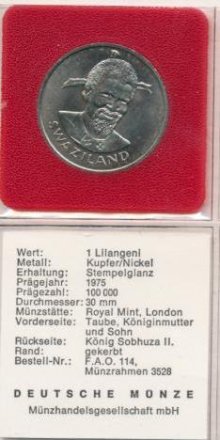 SWAZILAND
Wert: 1 Lilangeni
Metall: Kupfer/Nickel
Erhaltung: Stempelglanz
Prägejahr: 1975
Prägezahl: 100 000
Durchmesser: 30 mm
Münzstätte: Royal Mint, London
Vorderseite: Taube, Königinmutter
und Sohn
Rückseite: König Sobhuza II.
Rand: gekerbt
Bestell-Nr.: F.A.O. 114,
Münzrahmen 3528
DEUTSCHE MÜNZE
Münzhandelsgesellschaft mbH